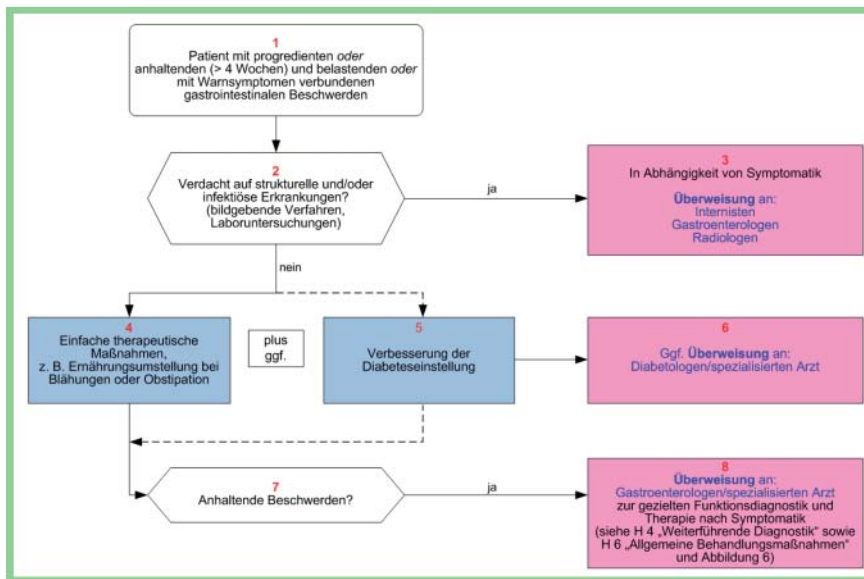 1
Patient mit progredienten oder
anhaltenden (> 4 Wochen) und belastenden oder
mit Warnsymptomen verbundenen
gastrointestinalen Beschwerden
2
Verdacht auf strukturelle und/oder
infektiöse Erkrankungen?
(bildgebende Verfahren,
Laboruntersuchungen)
ja
3
In Abhängigkeit von Symptomatik
Überweisung an:
Internisten
Gastroenterologen
Radiologen
nein
4
Einfache therapeutische
Maßnahmen,
z. B. Ernährungsumstellung bei
Blähungen oder Obstipation
plus
ggf.
5
Verbesserung der
Diabeteseinstellung
6
Ggf. Überweisung an:
Diabetologen/spezialisierten Arzt
7
Anhaltende Beschwerden?
ja
8
Überweisung an:
Gastroenterologen/spezialisierten Arzt
zur gezielten Funktionsdiagnostik und
Therapie nach Symptomatik
(siehe H 4 „Weiterführende Diagnostik“ sowie
H 6 „Allgemeine Behandlungsmaßnahmen“
und Abbildung 6)